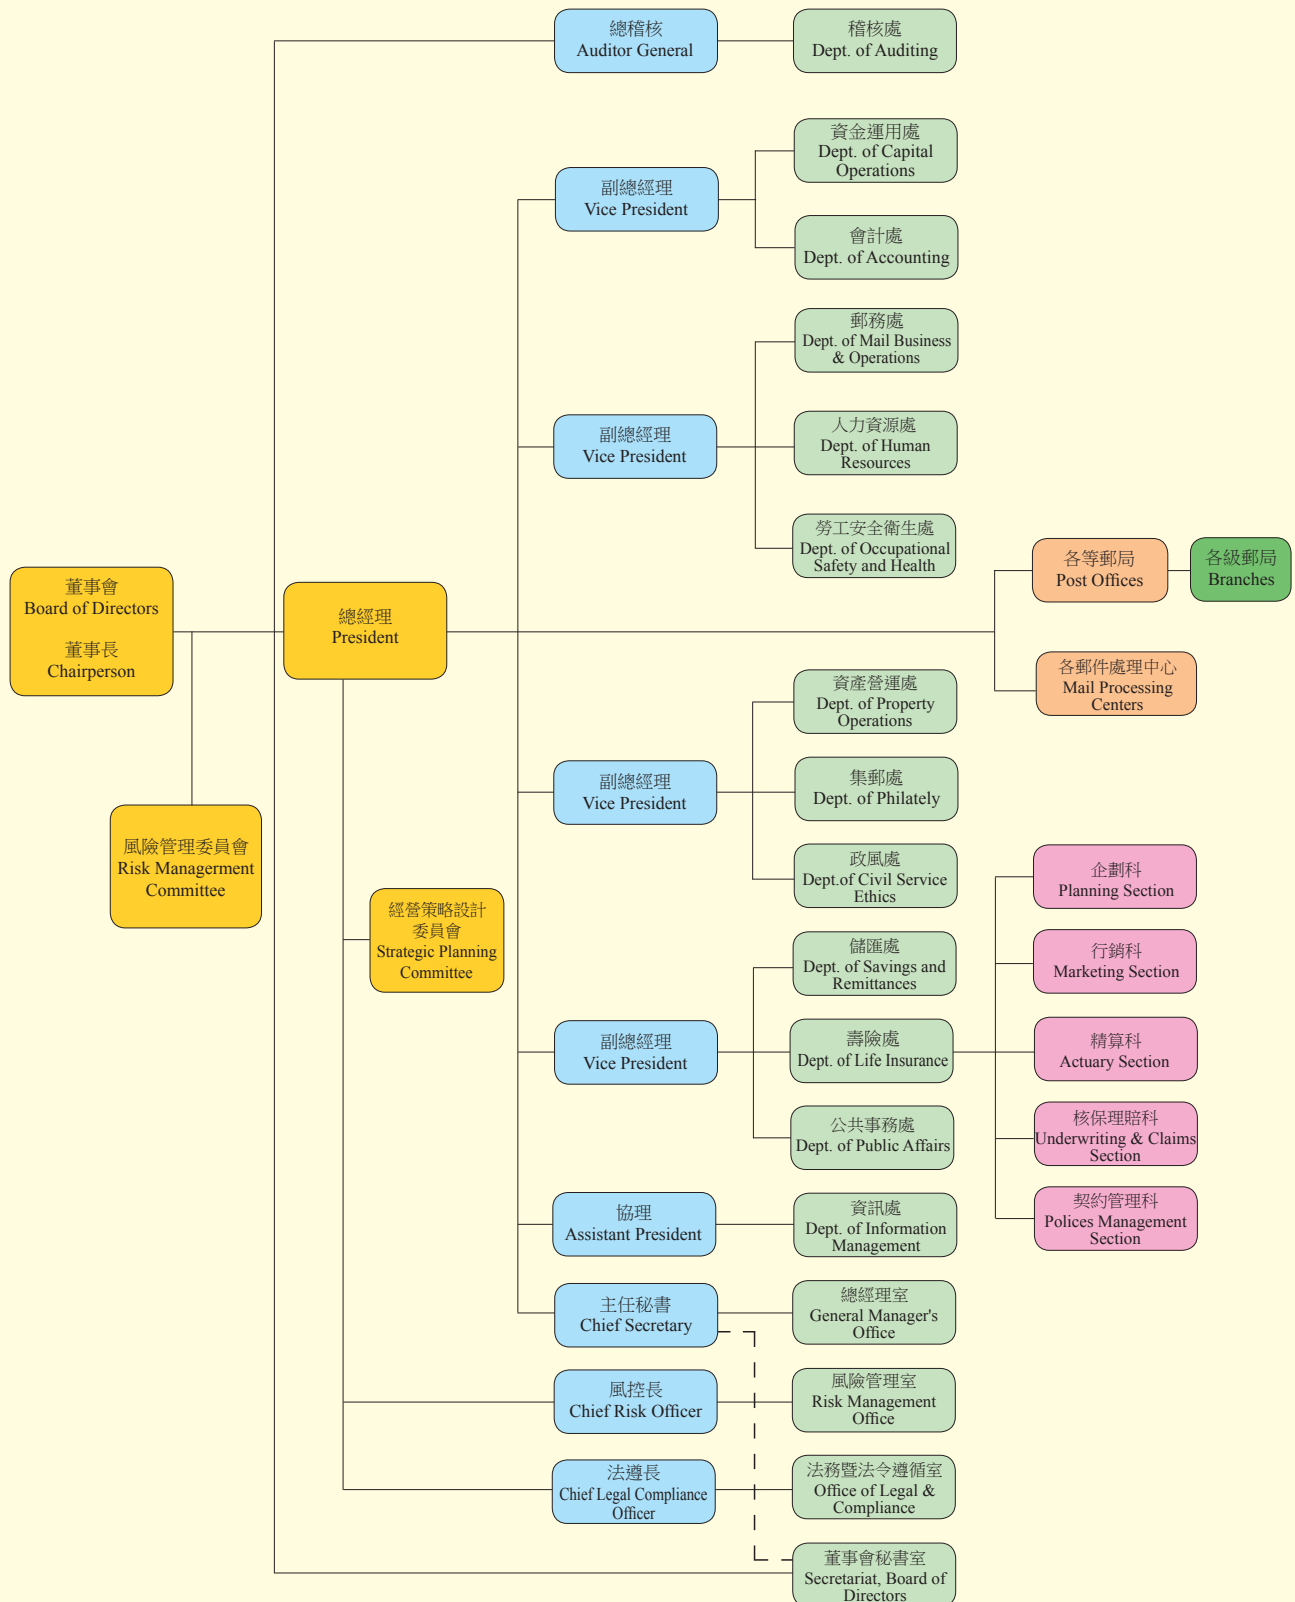 總稽核
Auditor General
稽核處
Dept. of Auditing
資金運用處
Dept. of Capital
Operations
副總經理
Vice President
會計處
Dept. of Accounting
郵務處
Dept. of Mail Business
& Operations
副總經理
Vice President
人力資源處
Dept. of Human
Resources
勞工安全衛生處
Dept. of Occupational
Safety and Health
各等郵局
Post Offices
各級郵局
Branches
董事會
Board of Directors
董事長
Chairperson
總經理
President
各郵件處理中心
Mail Processing
Centers
資產營運處
Dept. of Property
Operations
副總經理
Vice President
集郵處
Dept. of Philately
風險管理委員會
Risk Managerment
Committee
政風處
Dept.of Civil Service
Ethics
企劃科
Planning Section
經營策略設計
委員會
Strategic Planning
Committee
儲匯處
Dept. of Savings and
Remittances
行銷科
Marketing Section
副總經理
Vice President
壽險處
Dept. of Life Insurance
精算科
Actuary Section
公共事務處
Dept. of Public Affairs
核保理賠科
Underwriting & Claims
Section
協理
Assistant President
資訊處
Dept. of Information
Management
契約管理科
Polices Management
Section
主任秘書
Chief Secretary
總經理室
General Manager's
Office
風控長
Chief Risk Officer
風險管理室
Risk Management
Office
法遵長
Chief Legal Compliance
Officer
法務暨法令遵循室
Office of Legal &
Compliance
董事會秘書室
Secretariat, Board of
Directors